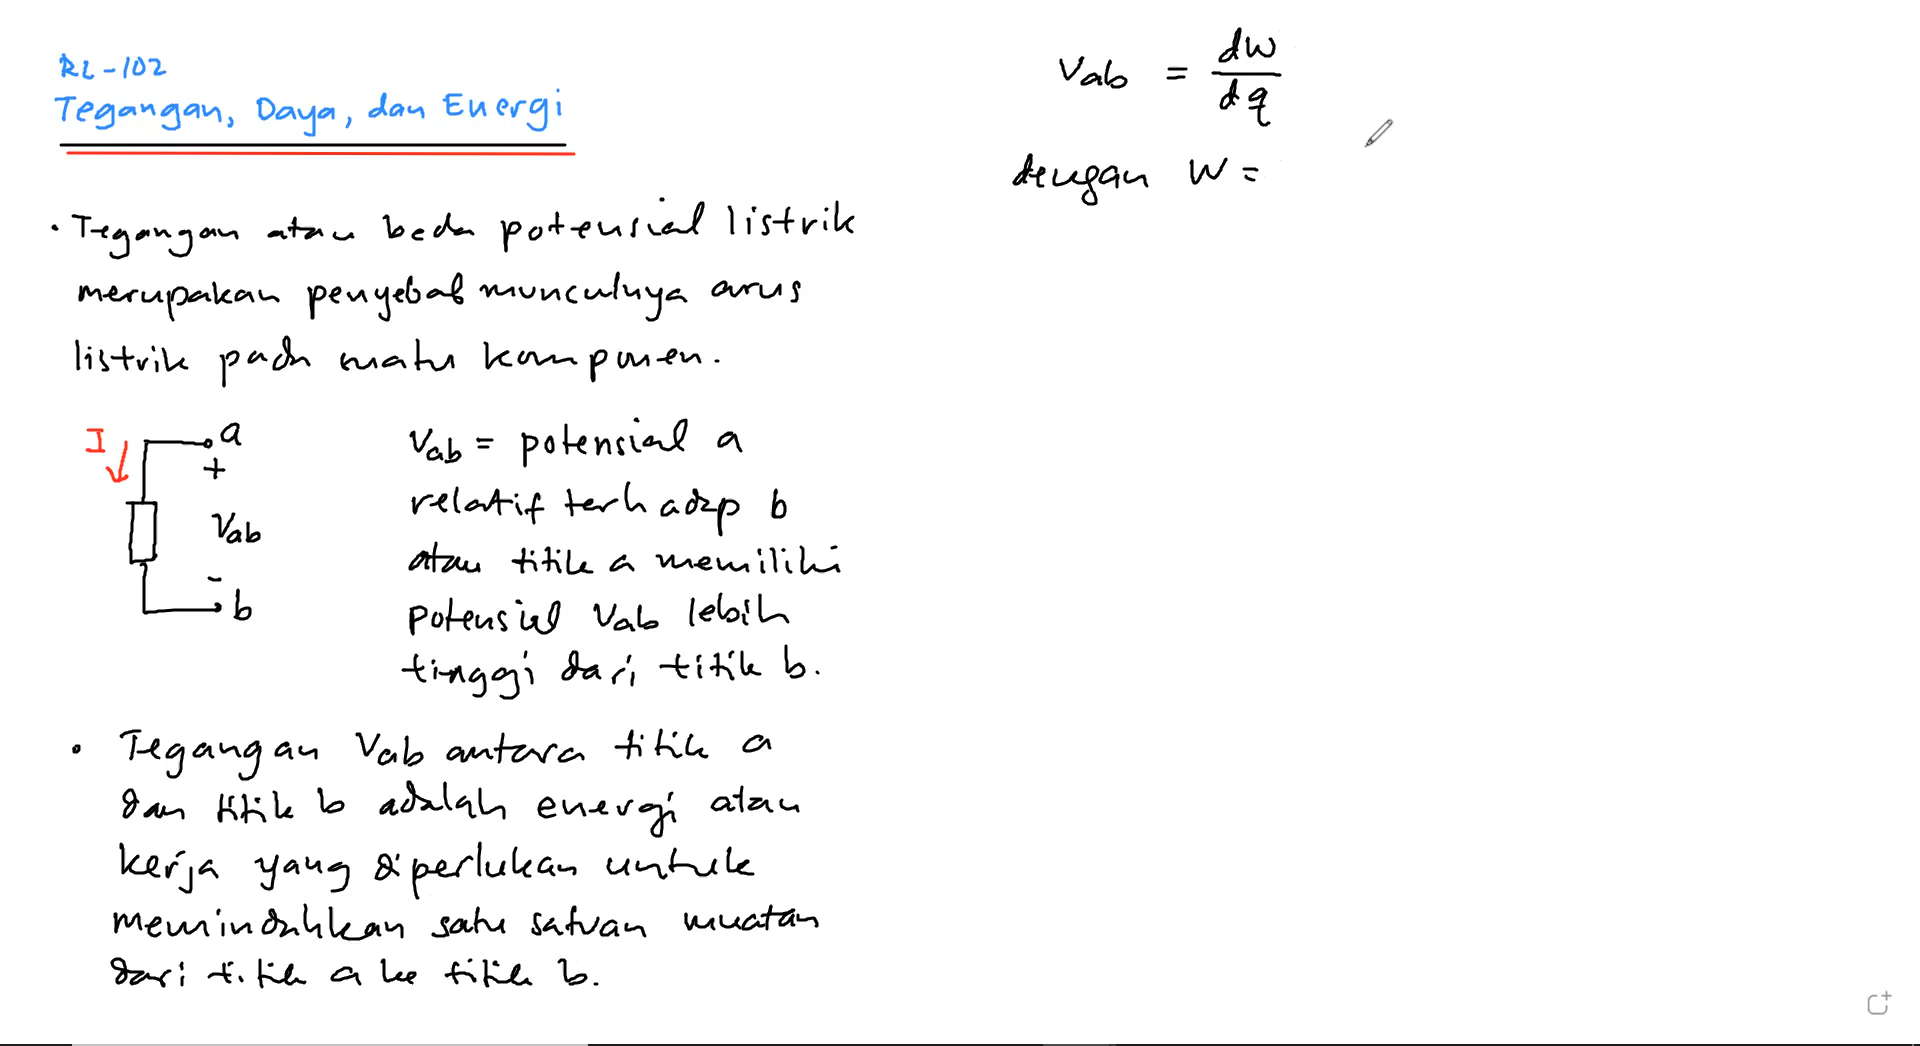 RL-102
Tegangan, Daya, dan Energi
• Tegangan atau beda potensial listrik
merupakan penyebab munculnya arus
listrik pada suatu komponen.
I
a
+
Vab
-
b
Vab = potensial a
relatif terhadap b
atau titik a memiliki
potensial Vab lebih
tinggi dari titik b.
• Tegangan Vab antara titik a
dan titik b adalah energi atau
kerja yang diperlukan untuk
memindahkan satu satuan muatan
dari titik a ke titik b.
Vab = dw/dq
dengan W =